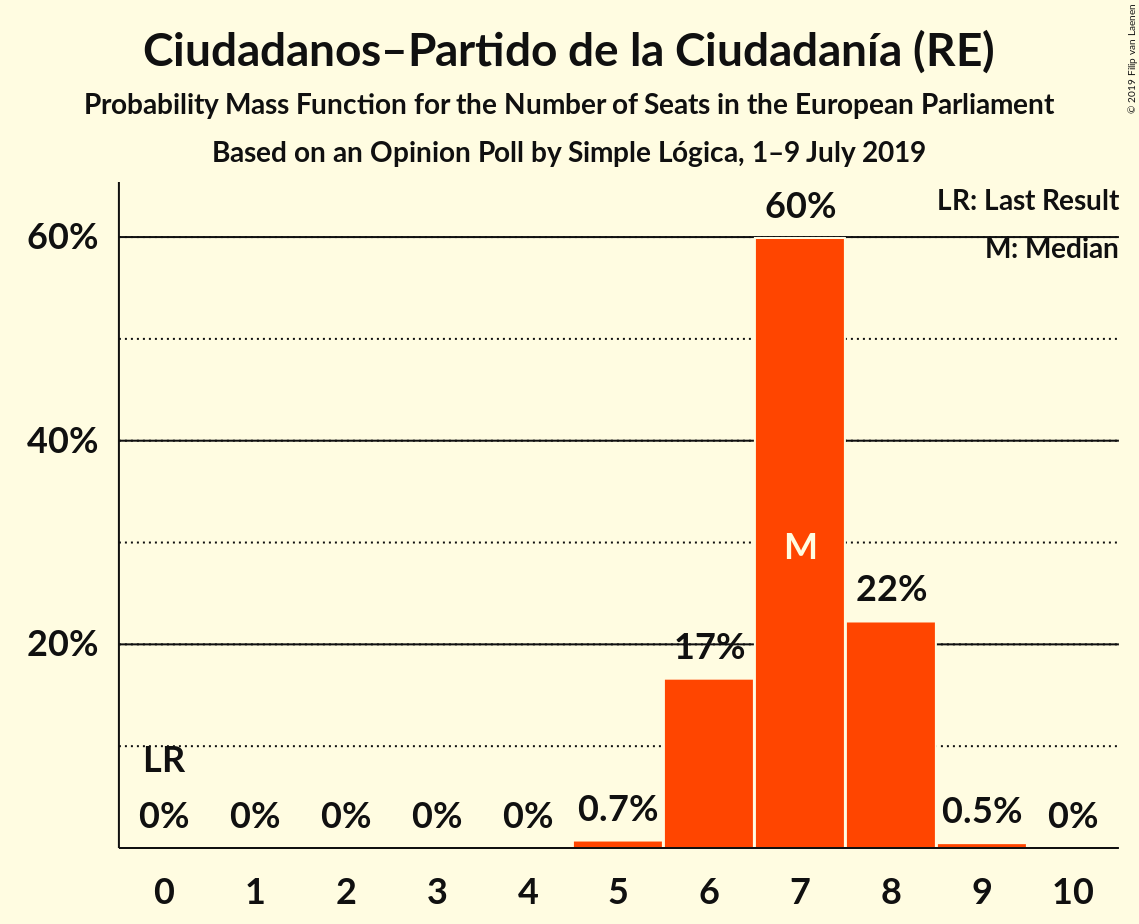 Ciudadanos–Partido de la Ciudadanía (RE)
Probability Mass Function for the Number of Seats in the European Parliament
Based on an Opinion Poll by Simple Lógica, 1–9 July 2019
© 2019 Filip van Laenen
LR: Last Result
M: Median
60%
40%
20%
LR
0%
0%
0%
0%
0%
0.7%
17%
60%
M
22%
0.5%
0%
0 1 2 3 4 5 6 7 8 9 10